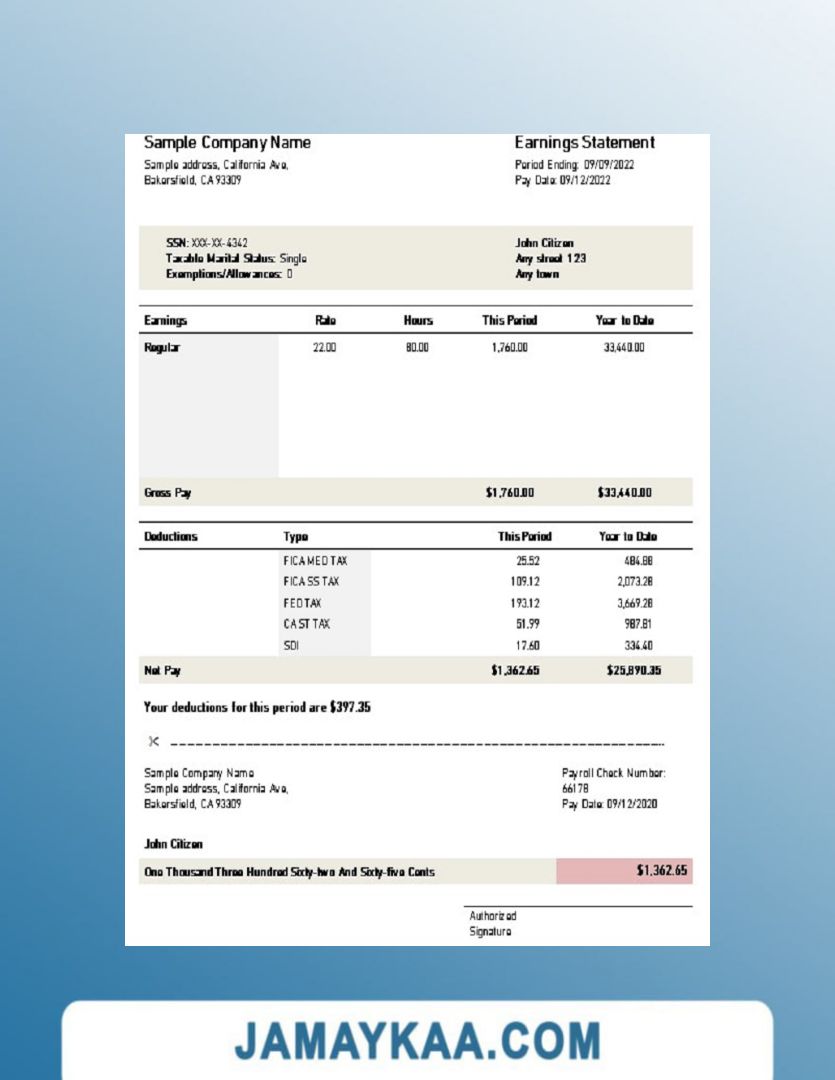 Sample Company Name Earnings Statement
Sample address, California Ave, Period Ending: 09/09/2022
Bakersfield, CA 93309 Pay Date: 09/12/2022
SSN: XXX-XX-4342 John Citizen
Taxable Marital Status: Single Any street 123
Exemptions/Allowances: 0 Any town
Earnings Rate Hours This Period Year to Date
Regular 22.00 80.00 1,760.00 33,440.00
Gross Pay $1,760.00 $33,440.00
Deductions Type This Period Year to Date
FICA MED TAX 25.52 484.88
FICA SS TAX 109.12 2,073.28
FED TAX 193.12 3,669.28
CA ST TAX 51.99 987.81
SDI 17.60 334.40
Net Pay $1,362.65 $25,890.35
Your deductions for this period are $397.35
Sample Company Name Payroll Check Number:
Sample address, California Ave, 66178
Bakersfield, CA 93309 Pay Date: 09/12/2020
John Citizen
One Thousand Three Hundred Sixty-two And Sixty-five Cents $1,362.65
Authorized
Signature
JAMAYKAA.COM